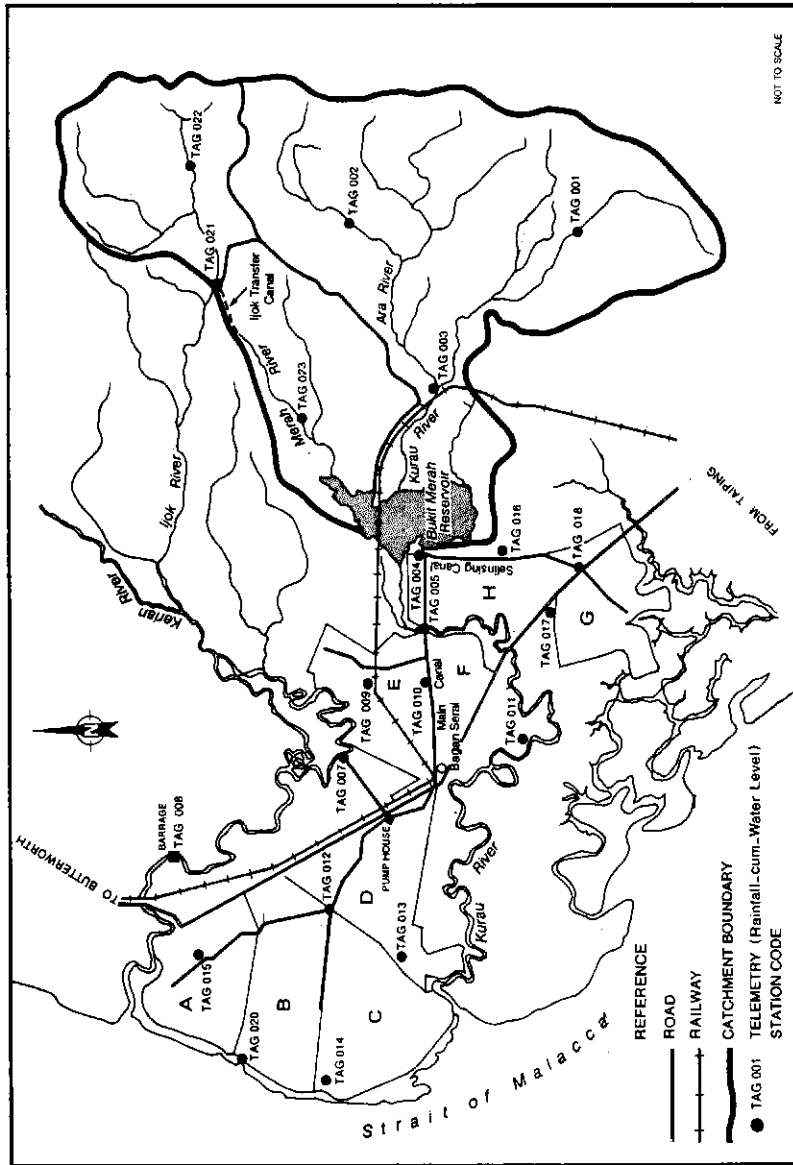 N
TO BUTTERWORTH
BARRAGE
TAG 008
Kerian
River
Ijok River
TAG 021
TAG 022
Ijok Transfer
Canal
Merah River
TAG 023
Ara River
TAG 002
TAG 001
TAG 003
Kurau
River
Bukit Merah
Reservoir
TAG 004
TAG 005
Selinsing Canal
TAG 016
TAG 018
FROM TAIPING
H
G
TAG 017
E
F
TAG 009
TAG 010
Main
Canal
Bagan Serai
TAG 011
TAG 007
PUMP HOUSE
TAG 012
D
TAG 013
Kurau
River
A
TAG 015
B
C
TAG 020
TAG 014
Strait of Malacca
REFERENCE
ROAD
RAILWAY
CATCHMENT BOUNDARY
TAG 001 TELEMETRY (Rainfall-cum-Water Level)
STATION CODE
NOT TO SCALE